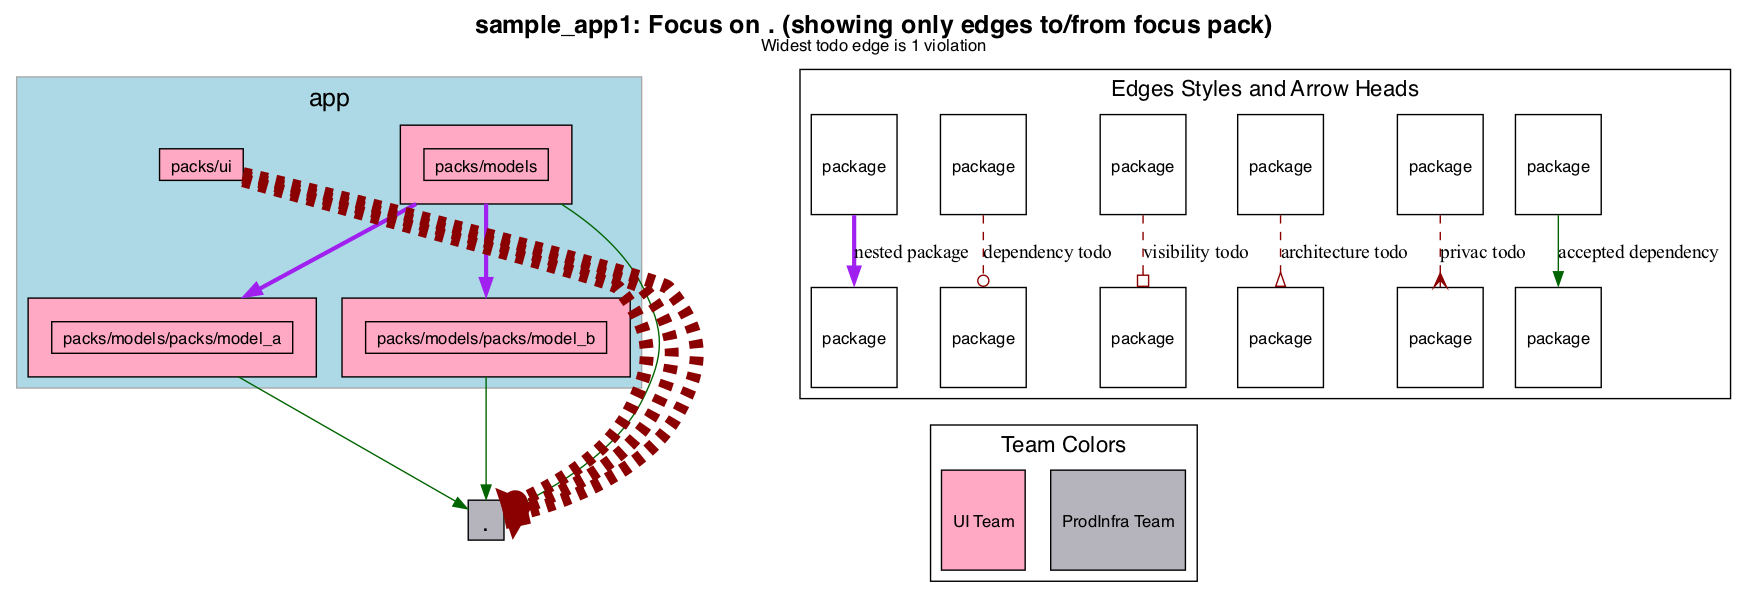 sample_app1: Focus on . (showing only edges to/from focus pack)
Widest todo edge is 1 violation
app
packs/ui
packs/models
packs/models/packs/model_a
packs/models/packs/model_b
.
Edges Styles and Arrow Heads
package package package package package package
nested package dependency todo visibility todo architecture todo privac todo accepted dependency
package package package package package package
Team Colors
UI Team
ProdInfra Team